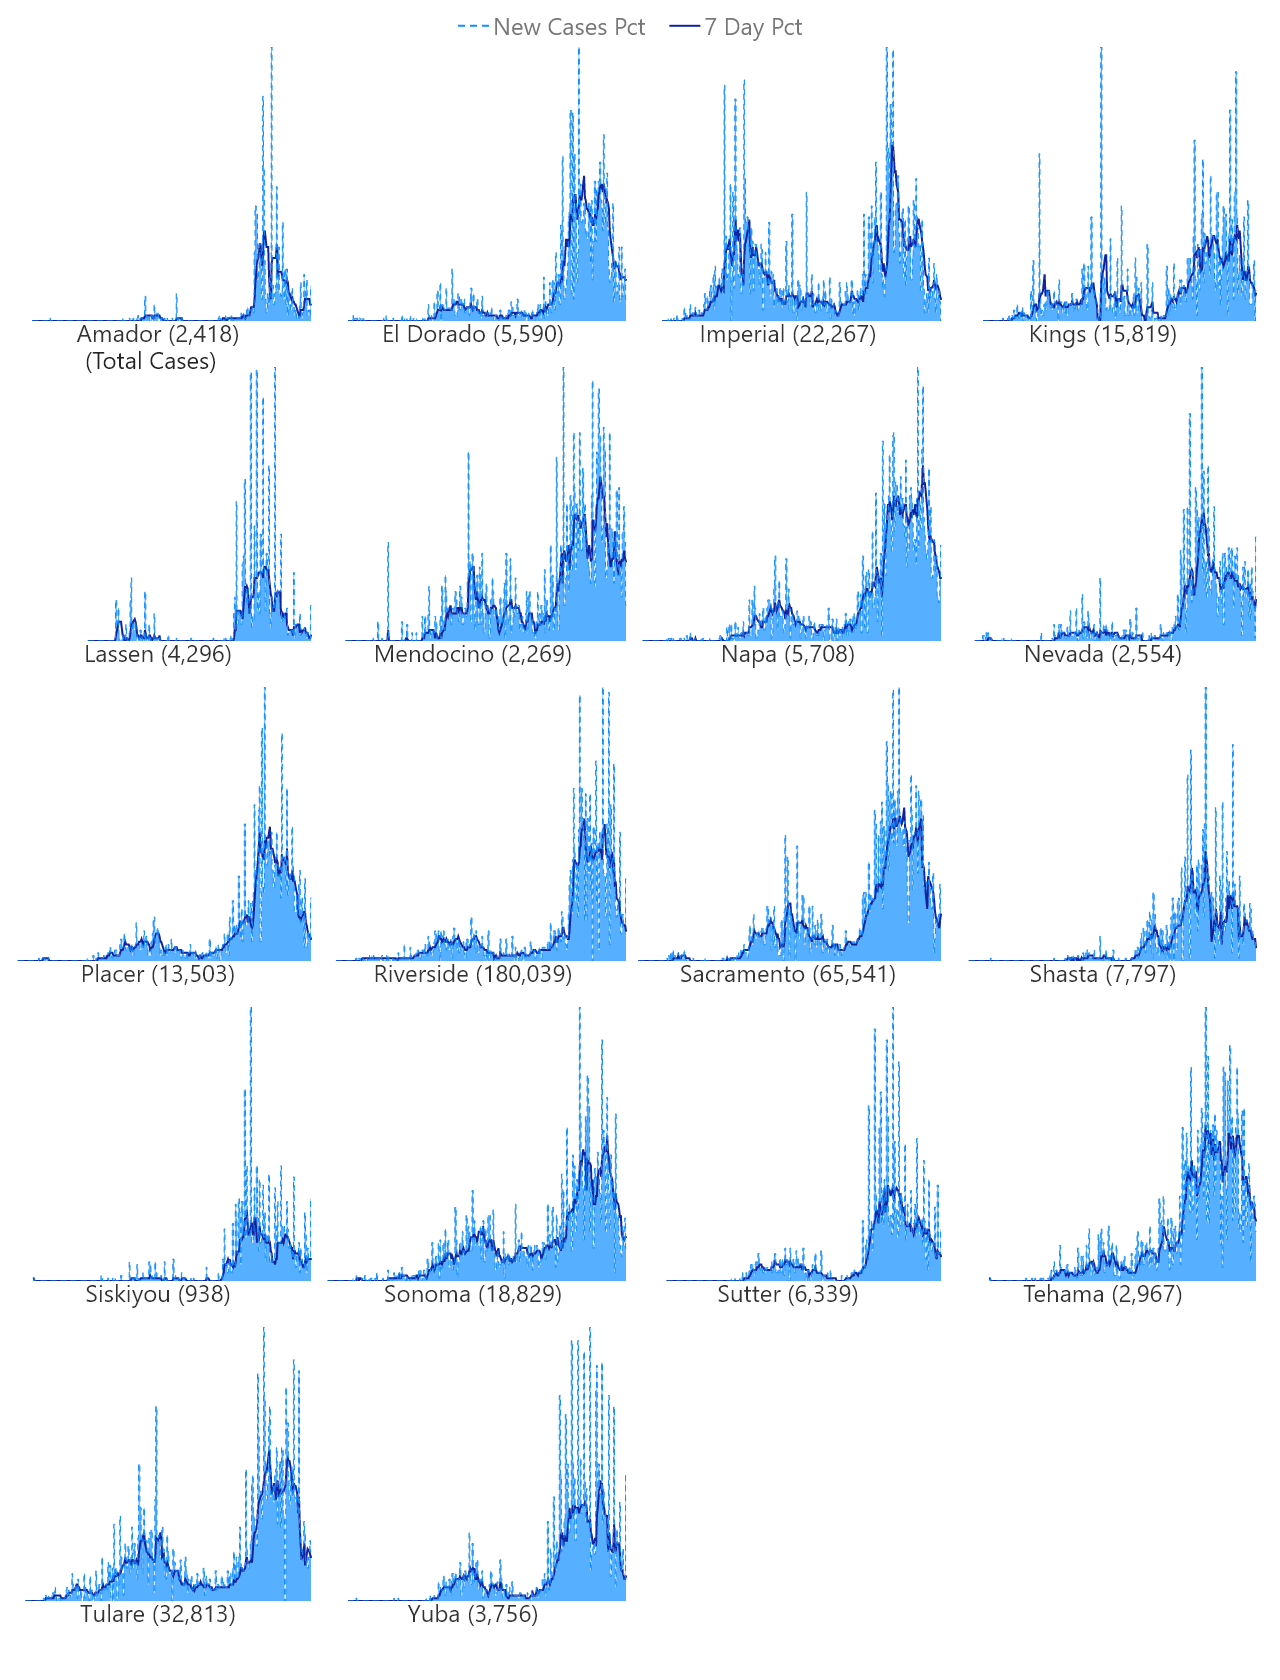 New Cases Pct 7 Day Pct
Amador (2,418) El Dorado (5,590) Imperial (22,267) Kings (15,819)
(Total Cases)
Lassen (4,296) Mendocino (2,269) Napa (5,708) Nevada (2,554)
Placer (13,503) Riverside (180,039) Sacramento (65,541) Shasta (7,797)
Siskiyou (938) Sonoma (18,829) Sutter (6,339) Tehama (2,967)
Tulare (32,813) Yuba (3,756)